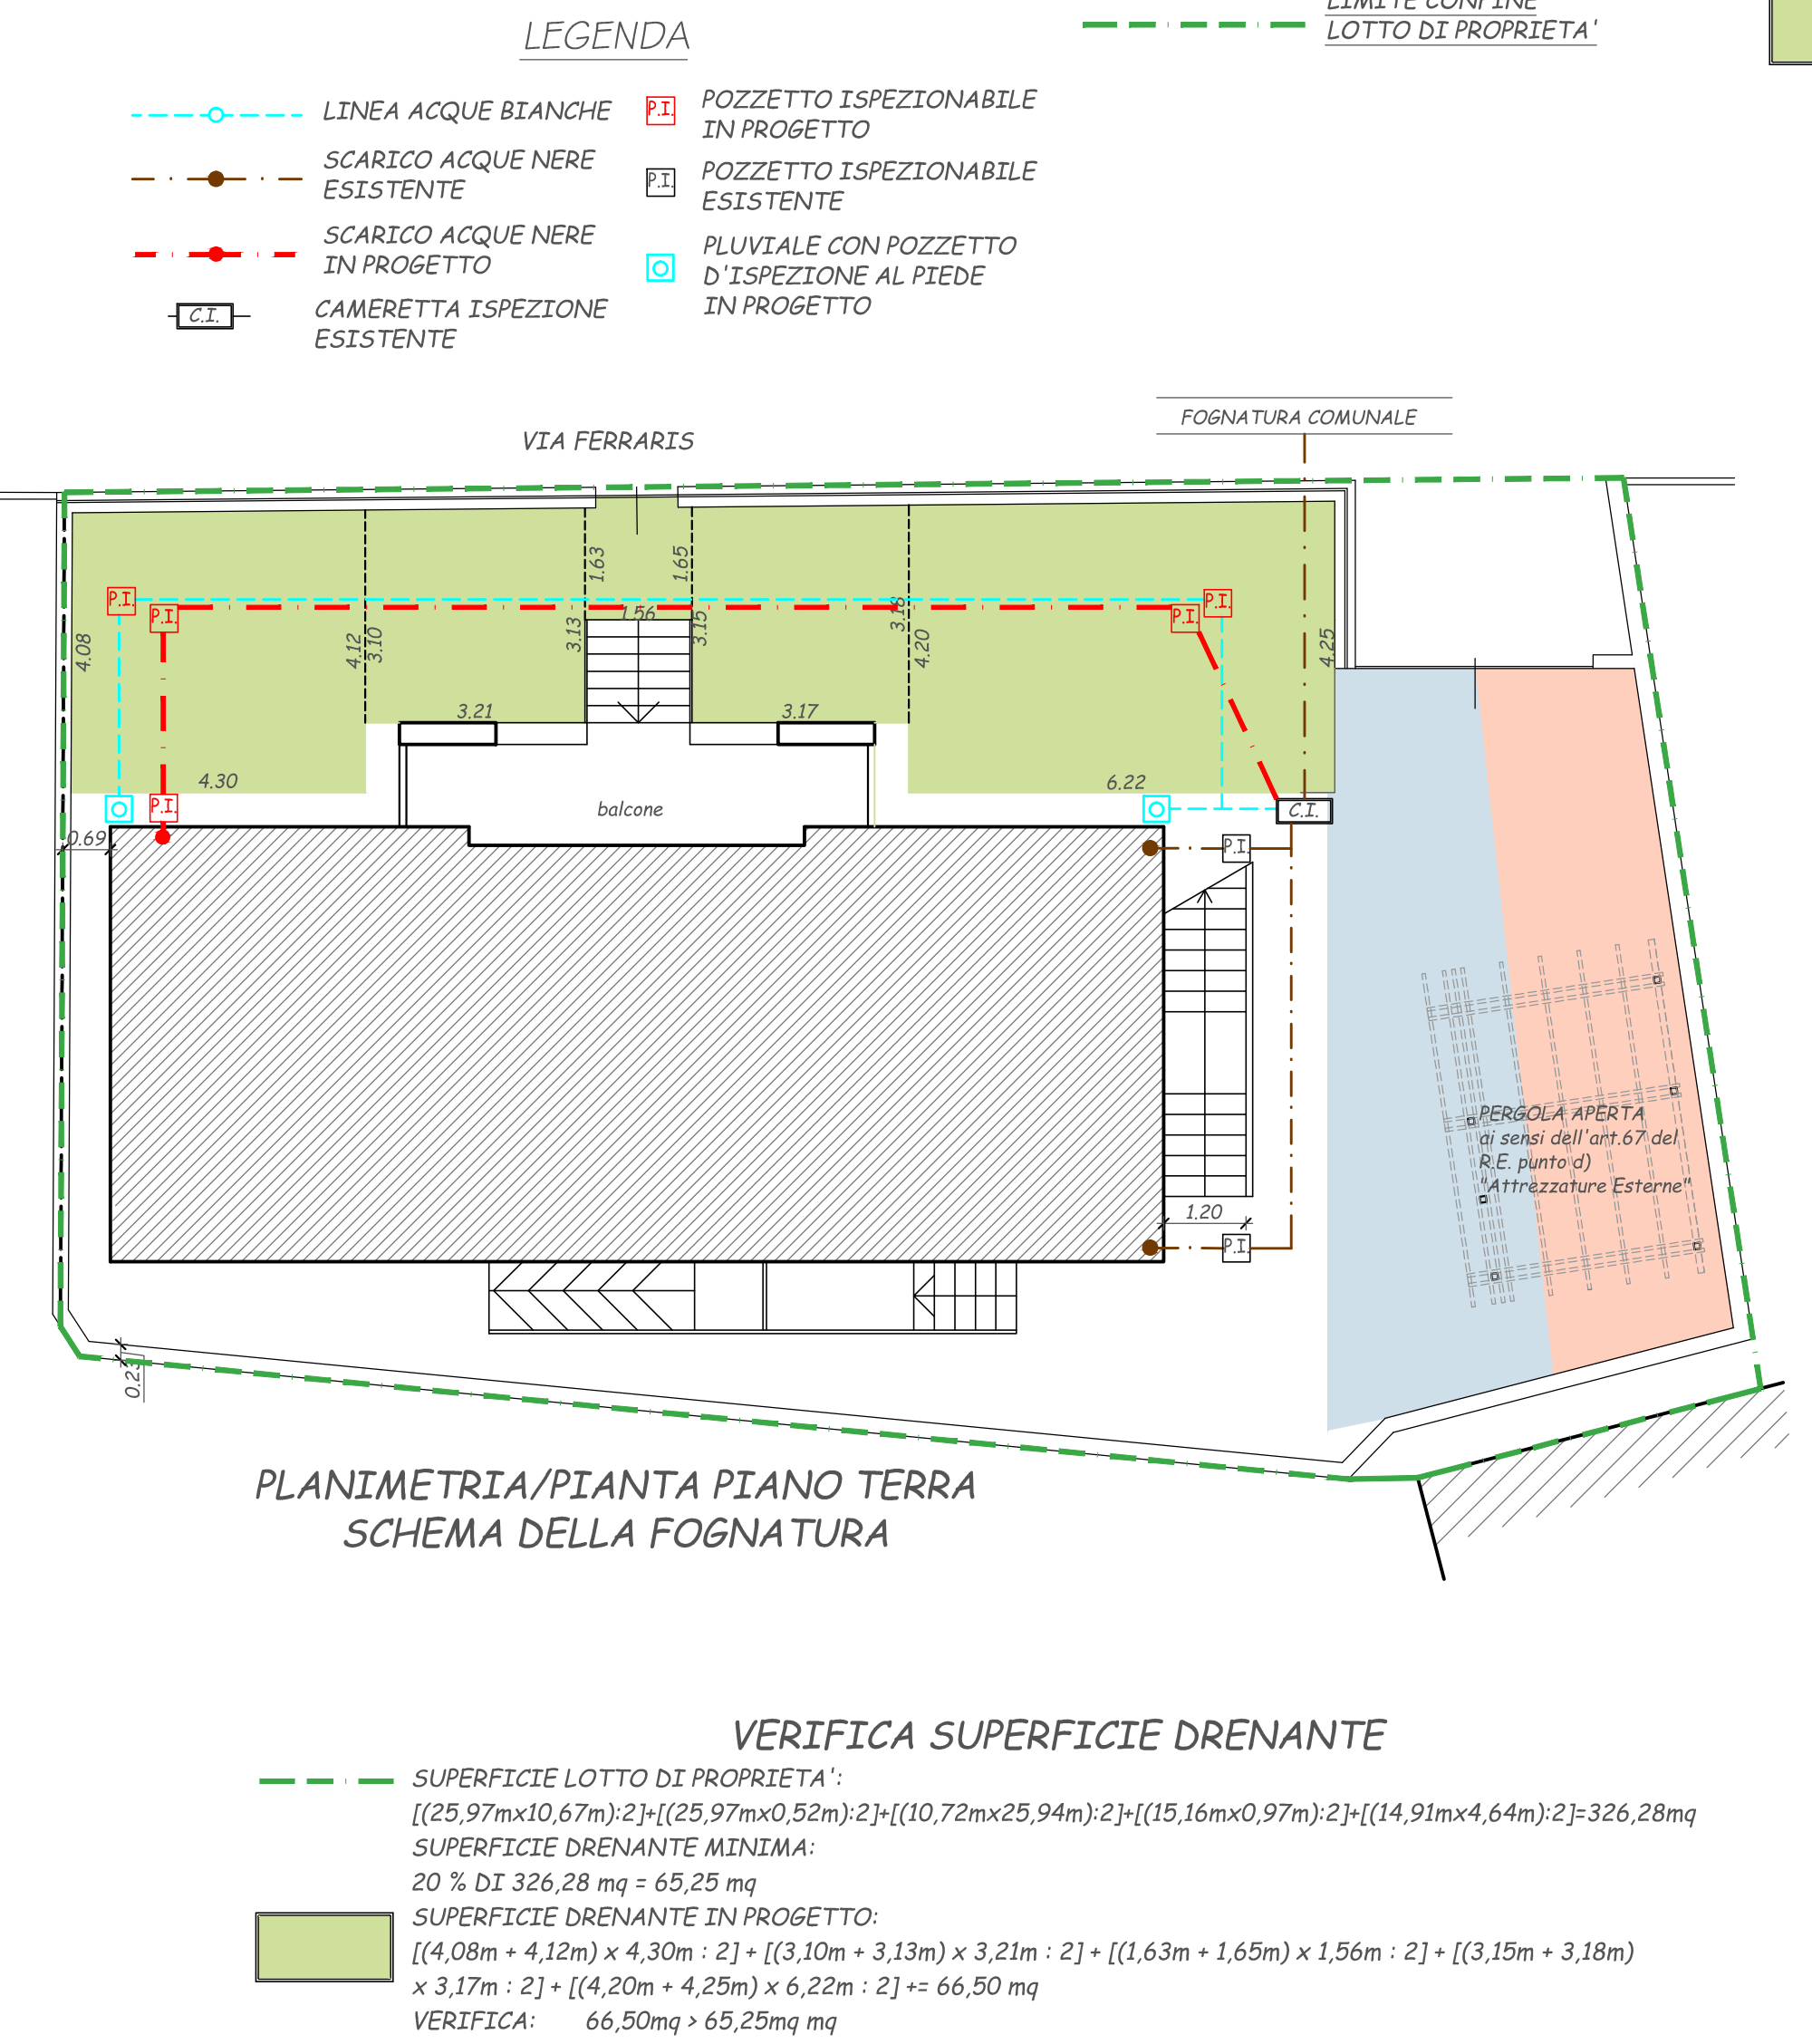 LEGENDA
LIMITE CONFINE
LOTTO DI PROPRIETA'
LINEA ACQUE BIANCHE
SCARICO ACQUE NERE
ESISTENTE
SCARICO ACQUE NERE
IN PROGETTO
C.I.
CAMERETTA ISPEZIONE
ESISTENTE
P.I.
POZZETTO ISPEZIONABILE
IN PROGETTO
P.I.
POZZETTO ISPEZIONABILE
ESISTENTE
PLUVIALE CON POZZETTO
D'ISPEZIONE AL PIEDE
IN PROGETTO
FOGNATURA COMUNALE
VIA FERRARIS
P.I.
P.I.
P.I.
P.I.
P.I.
4.08
4.12
3.10
3.13
1.63
1.56
1.65
3.15
3.18
4.20
4.25
3.21
3.17
4.30
6.22
balcone
C.I.
0.69
P.I.
P.I.
1.20
PERGOLA APERTA
ai sensi dell'art.67 del
R.E. punto d)
"Attrezzature Esterne"
0.23
PLANIMETRIA/PIANTA PIANO TERRA
SCHEMA DELLA FOGNATURA
VERIFICA SUPERFICIE DRENANTE
SUPERFICIE LOTTO DI PROPRIETA':
[(25,97mx10,67m):2]+[(25,97mx0,52m):2]+[(10,72mx25,94m):2]+[(15,16mx0,97m):2]+[(14,91mx4,64m):2]=326,28mq
SUPERFICIE DRENANTE MINIMA:
20 % DI 326,28 mq = 65,25 mq
SUPERFICIE DRENANTE IN PROGETTO:
[(4,08m + 4,12m) x 4,30m : 2] + [(3,10m + 3,13m) x 3,21m : 2] + [(1,63m + 1,65m) x 1,56m : 2] + [(3,15m + 3,18m)
x 3,17m : 2] + [(4,20m + 4,25m) x 6,22m : 2] += 66,50 mq
VERIFICA: 66,50mq > 65,25mq mq